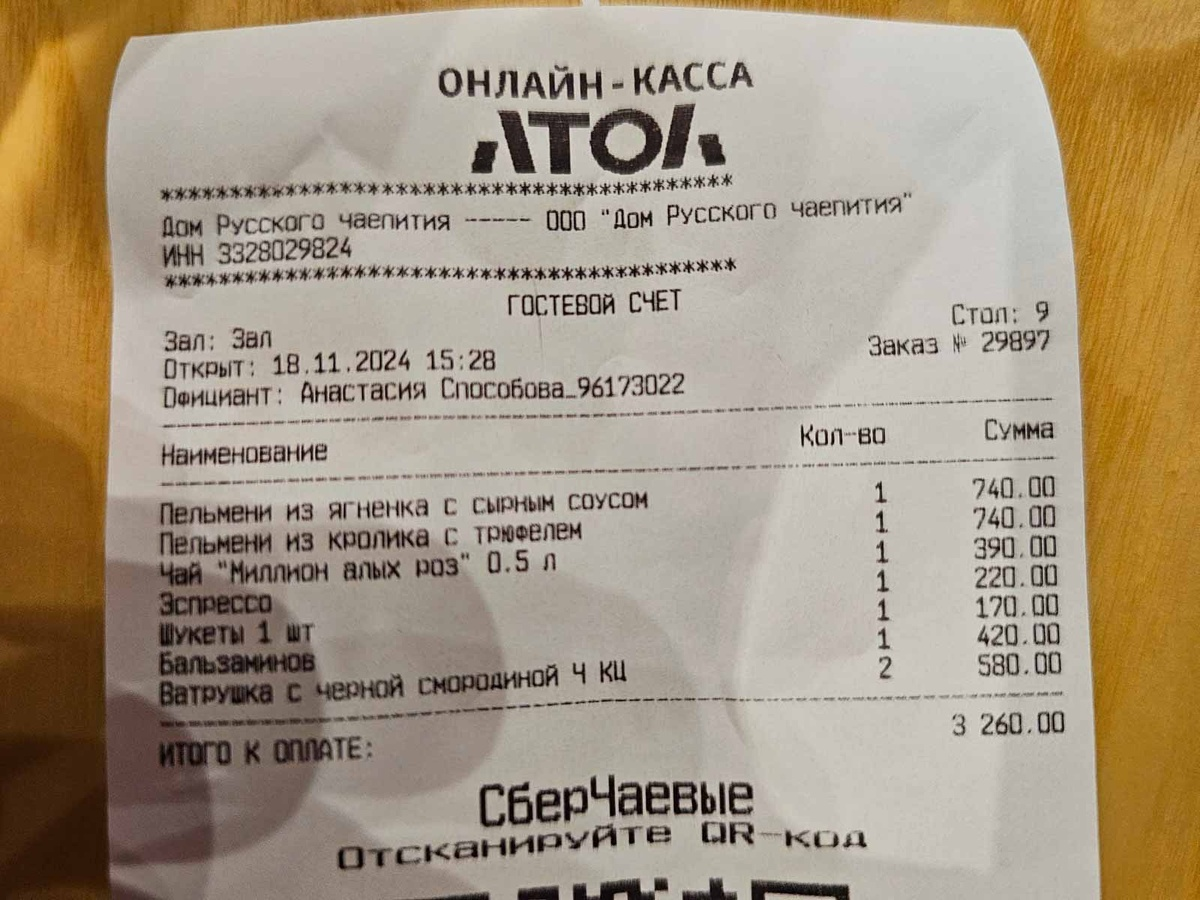 ОНЛАЙН-КАССА
АТОЛ
******************************************
Дом Русского чаепития ----- ООО "Дом Русского чаепития"
ИНН 3328029824
******************************************
ГОСТЕВОЙ СЧЕТ
Зал: Зал Стол: 9
Открыт: 18.11.2024 15:28 Заказ № 29897
Официант: Анастасия Способова_96173022
Наименование Кол-во Сумма
Пельмени из ягненка с сырным соусом 1 740.00
Пельмени из кролика с трюфелем 1 740.00
Чай "Миллион алых роз" 0.5 л 1 390.00
Эспрессо 1 220.00
Шукеты 1 шт 1 170.00
Бальзаминов 1 420.00
Ватрушка с черной смородиной Ч КЦ 2 580.00
ИТОГО К ОПЛАТЕ: 3 260.00
СберЧаевые
Отсканируйте QR-код